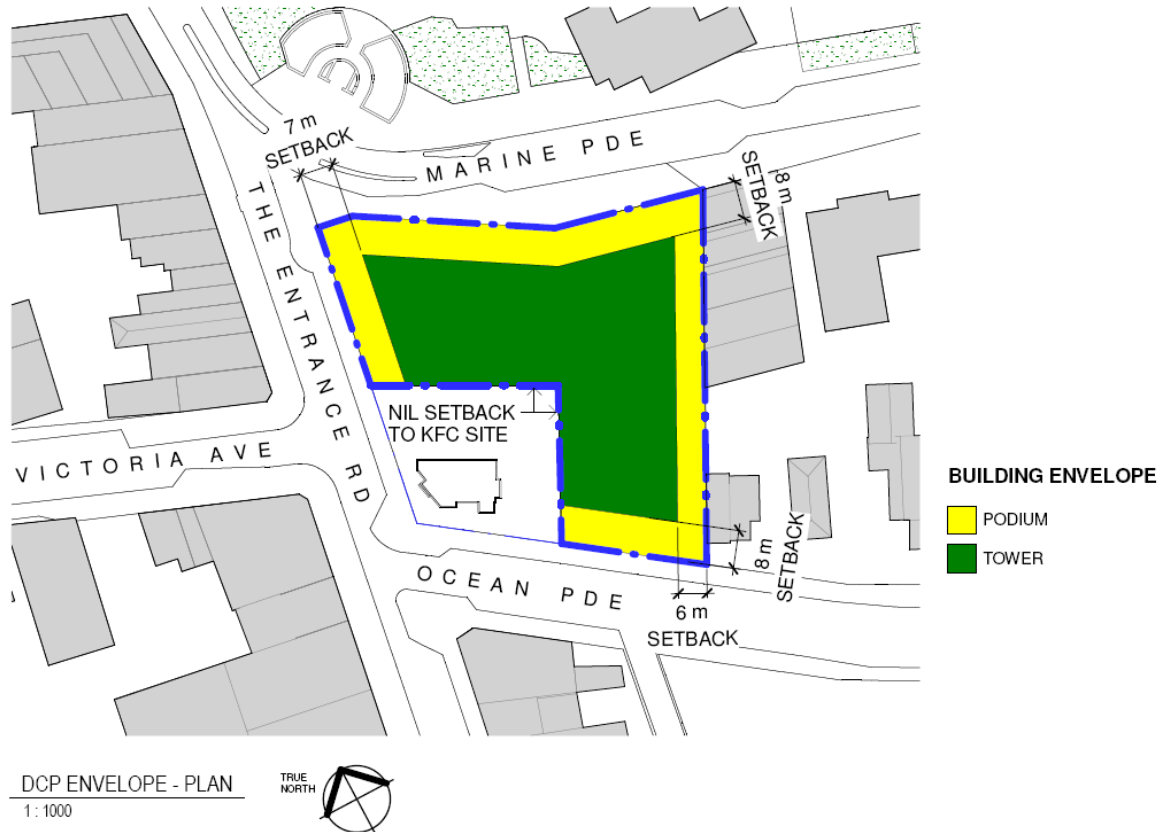 7 m
SETBACK
MARINE PDE
SETBACK
8 m
THE ENTRANCE RD
NIL SETBACK
TO KFC SITE
VICTORIA AVE
BUILDING ENVELOPE
PODIUM
TOWER
8 m
SETBACK
OCEAN PDE
6 m
SETBACK
DCP ENVELOPE - PLAN
1 : 1000
TRUE
NORTH